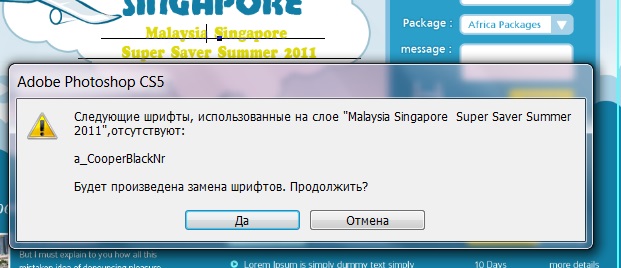 SINGAPORE
Malaysia Singapore
Super Saver Summer 2011
Package :
Africa Packages
message :
Adobe Photoshop CS5
Следующие шрифты, использованные на слое "Malaysia Singapore  Super Saver Summer
2011",отсутствуют:
a_CooperBlackNr
Будет произведена замена шрифтов. Продолжить?
Да
Отмена
But I must explain to you how all this
mistaken idea of denouncing pleasure
Lorem Ipsum is simply dummy text simply
10 Days
more details